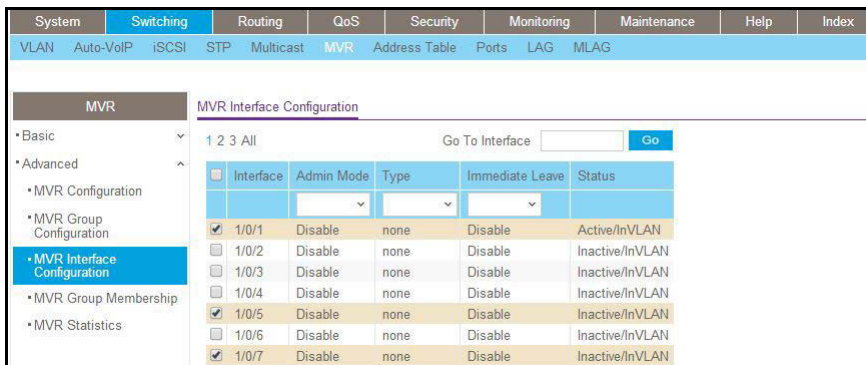 System Switching Routing QoS Security Monitoring Maintenance Help Index
VLAN Auto-VoIP iSCSI STP Multicast MVR Address Table Ports LAG MLAG
MVR
Basic
Advanced
MVR Configuration
MVR Group
Configuration
MVR Interface
Configuration
MVR Group Membership
MVR Statistics
MVR Interface Configuration
1 2 3 All Go To Interface Go
Interface Admin Mode Type Immediate Leave Status
1/0/1 Disable none Disable Active/InVLAN
1/0/2 Disable none Disable Inactive/InVLAN
1/0/3 Disable none Disable Inactive/InVLAN
1/0/4 Disable none Disable Inactive/InVLAN
1/0/5 Disable none Disable Inactive/InVLAN
1/0/6 Disable none Disable Inactive/InVLAN
1/0/7 Disable none Disable Inactive/InVLAN